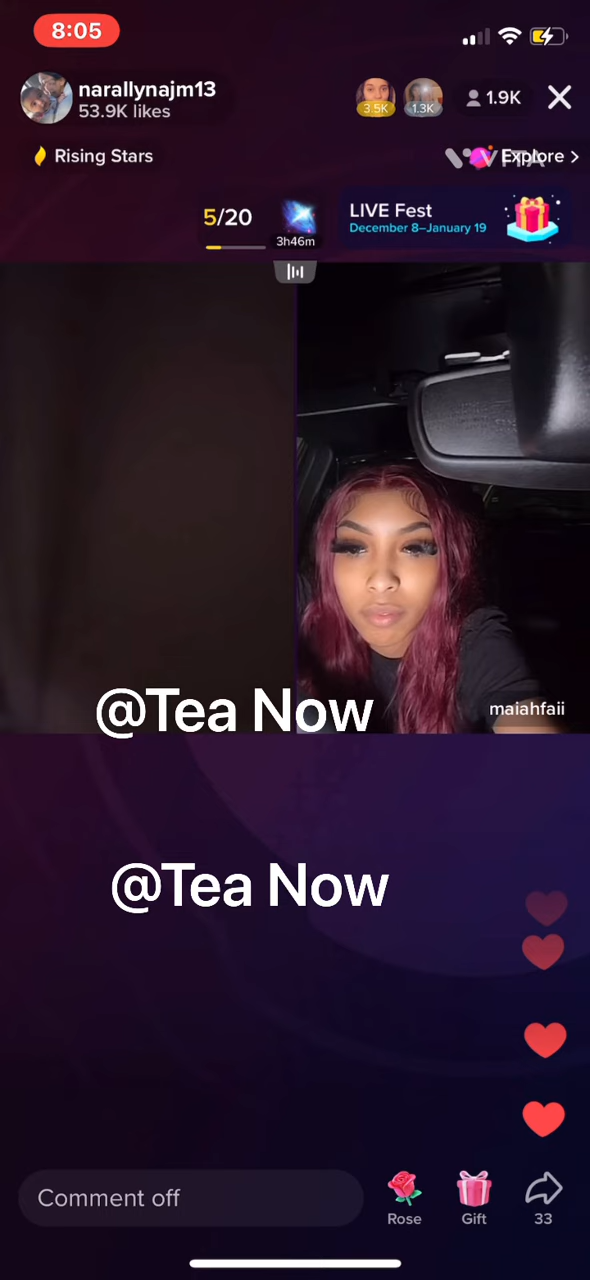 8:05
narallynajm13
53.9K likes
3.5K
1.3K
1.9K
Rising Stars
VITA
Explore >
5/20
3h46m
LIVE Fest
December 8–January 19
maiahfaii
@Tea Now
@Tea Now
Comment off
Rose
Gift
33